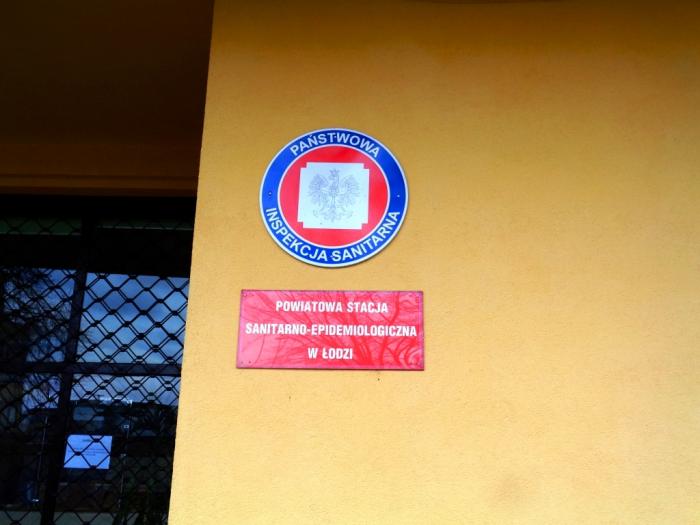 PAŃSTWOWA
INSPEKCJA SANITARNA
POWIATOWA STACJA
SANITARNO-EPIDEMIOLOGICZNA
W ŁODZI